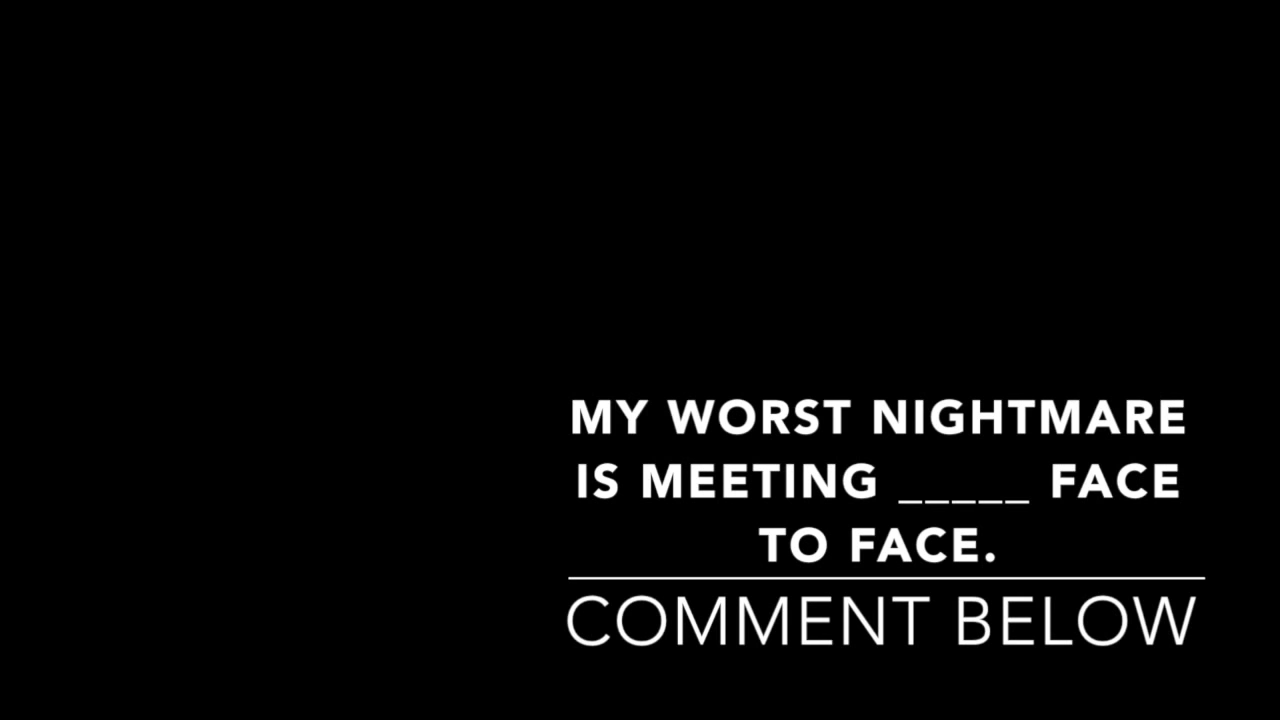 MY WORST NIGHTMARE
IS MEETING _____ FACE
TO FACE.
COMMENT BELOW